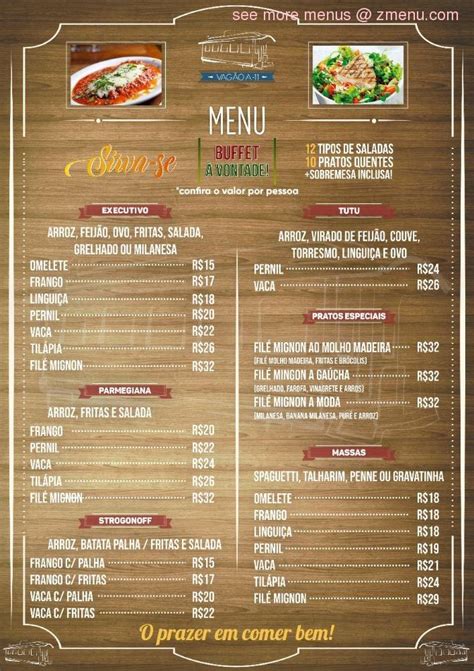 see more menus @ zmenu.com
VAGÃO A-11
MENU
Sirva-se
BUFFET
À VONTADE!
12 TIPOS DE SALADAS
10 PRATOS QUENTES
+SOBREMESA INCLUSA!
*confira o valor por pessoa
EXECUTIVO
ARROZ, FEIJÃO, OVO, FRITAS, SALADA,
GRELHADO OU MILANESA
OMELETE R$15
FRANGO R$17
LINGUIÇA R$18
PERNIL R$20
VACA R$22
TILÁPIA R$26
FILÉ MIGNON R$32
PARMEGIANA
ARROZ, FRITAS E SALADA
FRANGO R$20
PERNIL R$22
VACA R$24
TILÁPIA R$26
FILÉ MIGNON R$32
STROGONOFF
ARROZ, BATATA PALHA / FRITAS E SALADA
FRANGO C/ PALHA R$15
FRANGO C/ FRITAS R$17
VACA C/ PALHA R$20
VACA C/ FRITAS R$22
TUTU
ARROZ, VIRADO DE FEIJÃO, COUVE,
TORRESMO, LINGUIÇA E OVO
PERNIL R$24
VACA R$26
PRATOS ESPECIAIS
FILÉ MIGNON AO MOLHO MADEIRA R$32
(FILÉ MOLHO MADEIRA, FRITAS E BRÓCOLIS)
FILÉ MINGON A GAÚCHA R$32
(GRELHADO, FAROFA, VINAGRETE E ARROZ)
FILÉ MIGNON A MODA R$32
(MILANESA, BANANA MILANESA, PURÊ E ARROZ)
MASSAS
SPAGUETTI, TALHARIM, PENNE OU GRAVATINHA
OMELETE R$18
FRANGO R$18
LINGUIÇA R$18
PERNIL R$19
VACA R$21
TILÁPIA R$24
FILÉ MIGNON R$29
O prazer em comer bem!